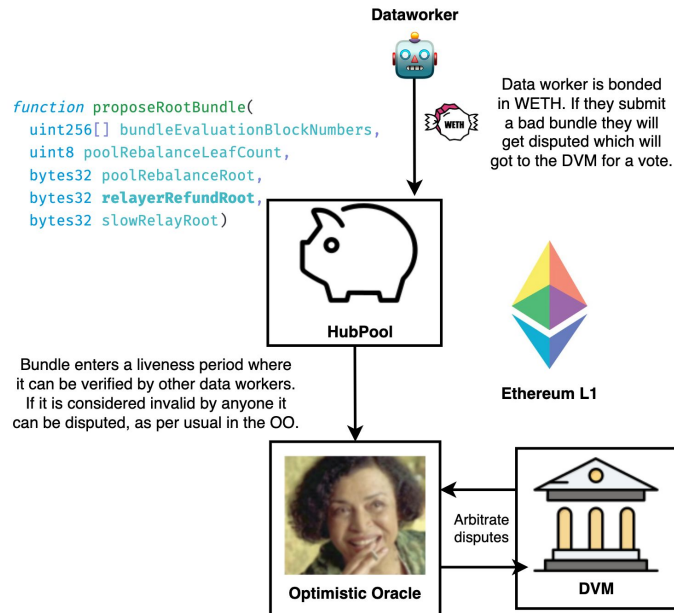 Dataworker
function proposeRootBundle(
uint256[] bundleEvaluationBlockNumbers,
uint8 poolRebalanceLeafCount,
bytes32 poolRebalanceRoot,
bytes32 relayerRefundRoot,
bytes32 slowRelayRoot)
WETH
Data worker is bonded
in WETH. If they submit
a bad bundle they will
get disputed which will
got to the DVM for a vote.
HubPool
Ethereum L1
Bundle enters a liveness period where
it can be verified by other data workers.
If it is considered invalid by anyone it
can be disputed, as per usual in the OO.
Arbitrate
disputes
Optimistic Oracle
DVM